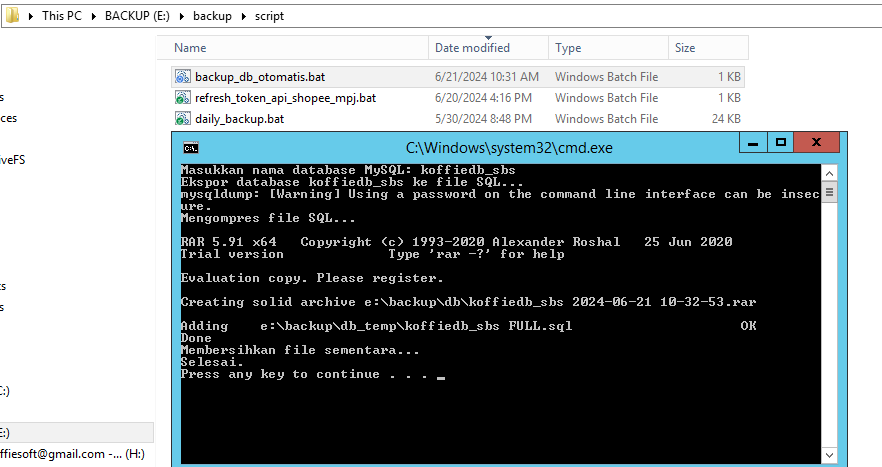 This PC BACKUP (E:) backup script
Name Date modified Type Size
backup_db_otomatis.bat 6/21/2024 10:31 AM Windows Batch File 1 KB
refresh_token_api_shopee_mpj.bat 6/20/2024 4:16 PM Windows Batch File 1 KB
daily_backup.bat 5/30/2024 8:48 PM Windows Batch File 24 KB
s
ces
iveFS
ts
s
C:)
E:)
ffiesoft@gmail.com -... (H:)
C:\Windows\system32\cmd.exe
Masukkan nama database MySQL: koffiedb_sbs
Ekspor database koffiedb_sbs ke file SQL...
mysqldump: [Warning] Using a password on the command line interface can be insec
ure.
Mengompres file SQL...
RAR 5.91 x64 Copyright (c) 1993-2020 Alexander Roshal 25 Jun 2020
Trial version Type 'rar -?' for help
Evaluation copy. Please register.
Creating solid archive e:\backup\db\koffiedb_sbs 2024-06-21 10-32-53.rar
Adding e:\backup\db_temp\koffiedb_sbs FULL.sql OK
Done
Membersihkan file sementara...
Selesai.
Press any key to continue . . .